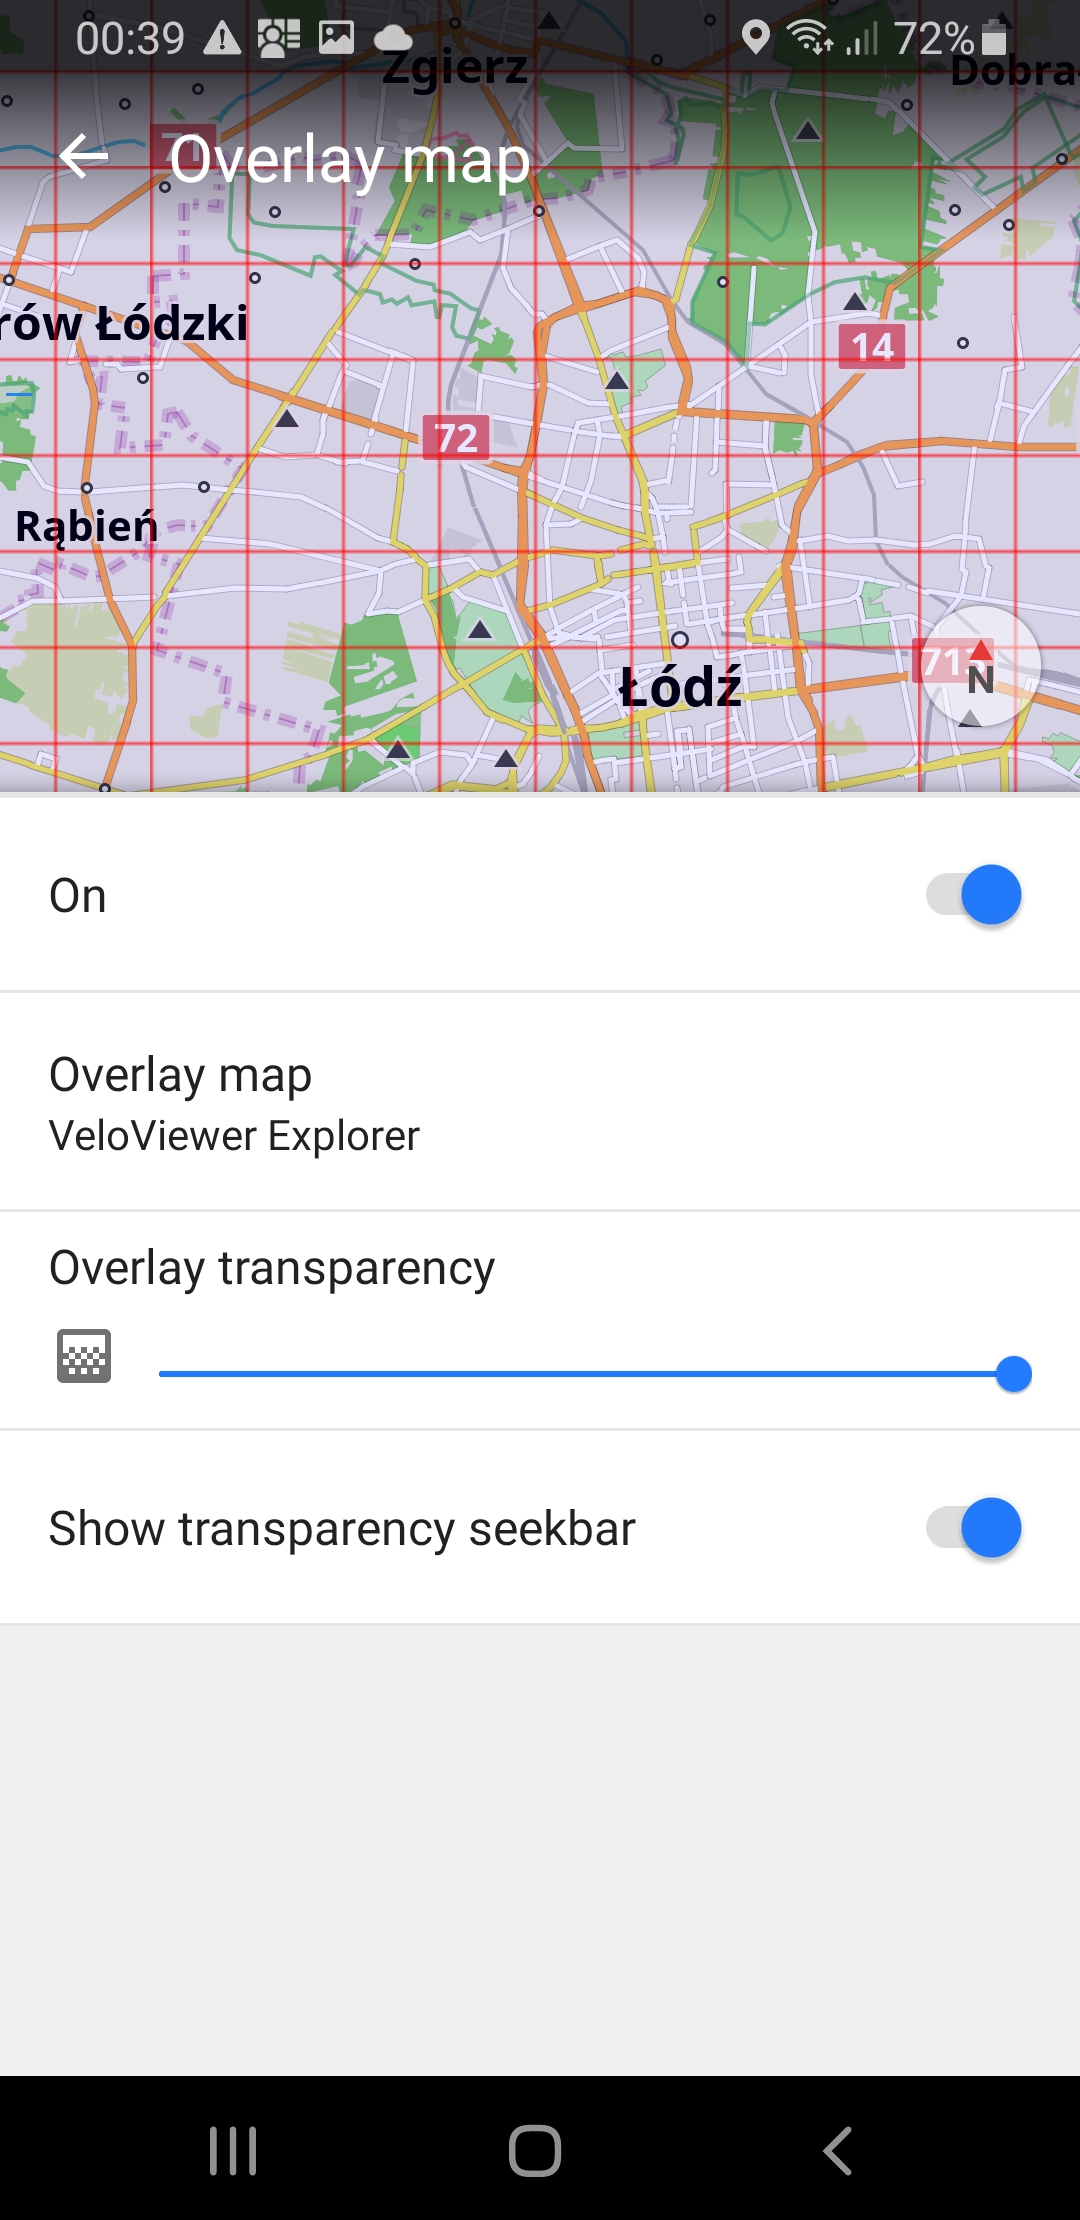 00:39
72%
Zgierz
Dobra
71
Overlay map
rów Łódzki
14
72
Rąbień
713
N
Łódź
On
Overlay map
VeloViewer Explorer
Overlay transparency
Show transparency seekbar